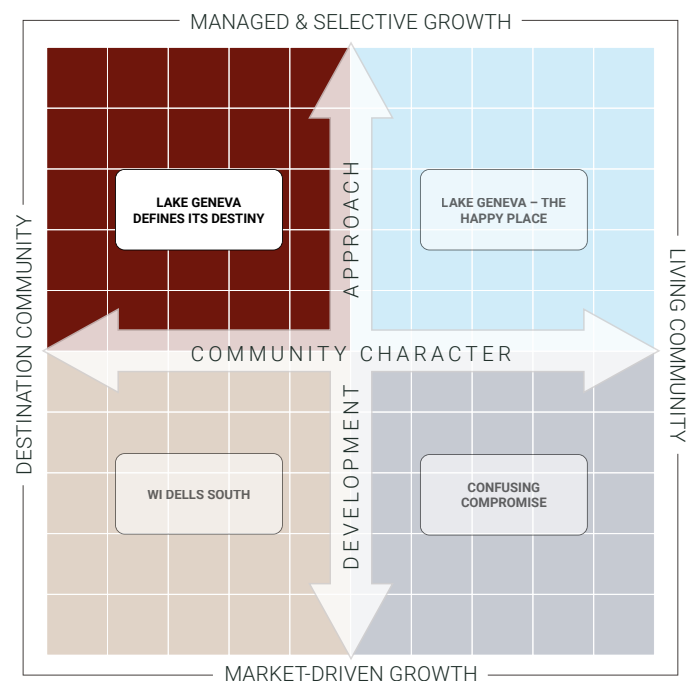 MANAGED & SELECTIVE GROWTH
LAKE GENEVA
DEFINES ITS DESTINY
LAKE GENEVA – THE
HAPPY PLACE
APPROACH
DESTINATION COMMUNITY
LIVING COMMUNITY
COMMUNITY CHARACTER
DEVELOPMENT
WI DELLS SOUTH
CONFUSING
COMPROMISE
MARKET-DRIVEN GROWTH